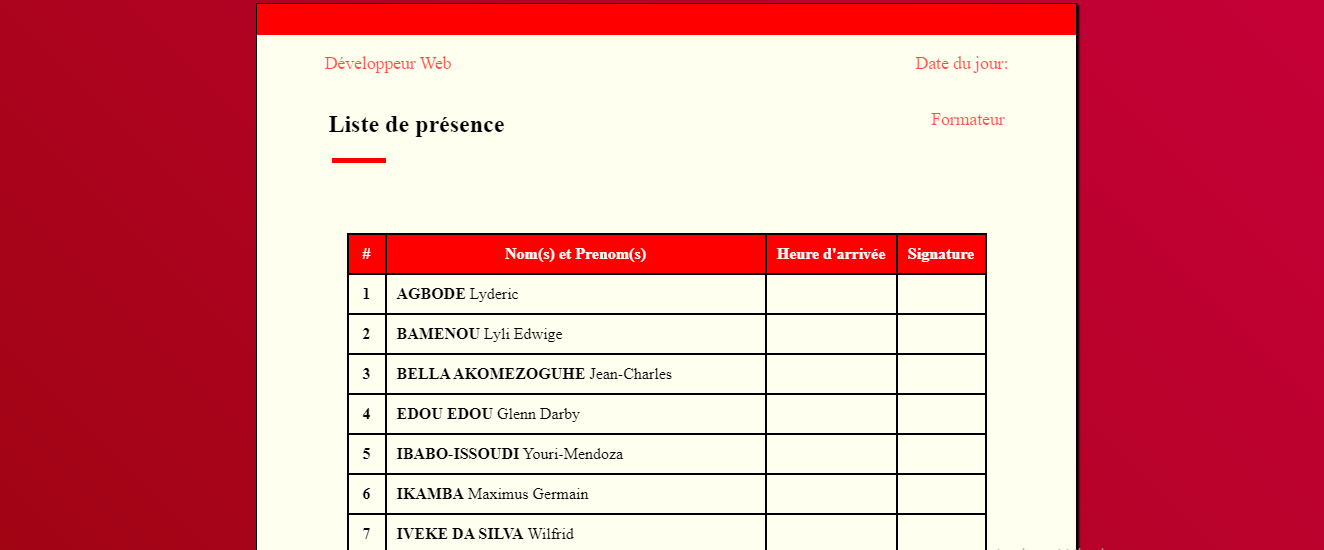 Développeur Web Date du jour:
Liste de présence Formateur
# Nom(s) et Prenom(s) Heure d'arrivée Signature
1 AGBODE Lyderic
2 BAMENOU Lyli Edwige
3 BELLA AKOMEZOGUHE Jean-Charles
4 EDOU EDOU Glenn Darby
5 IBABO-ISSOUDI Youri-Mendoza
6 IKAMBA Maximus Germain
7 IVEKE DA SILVA Wilfrid